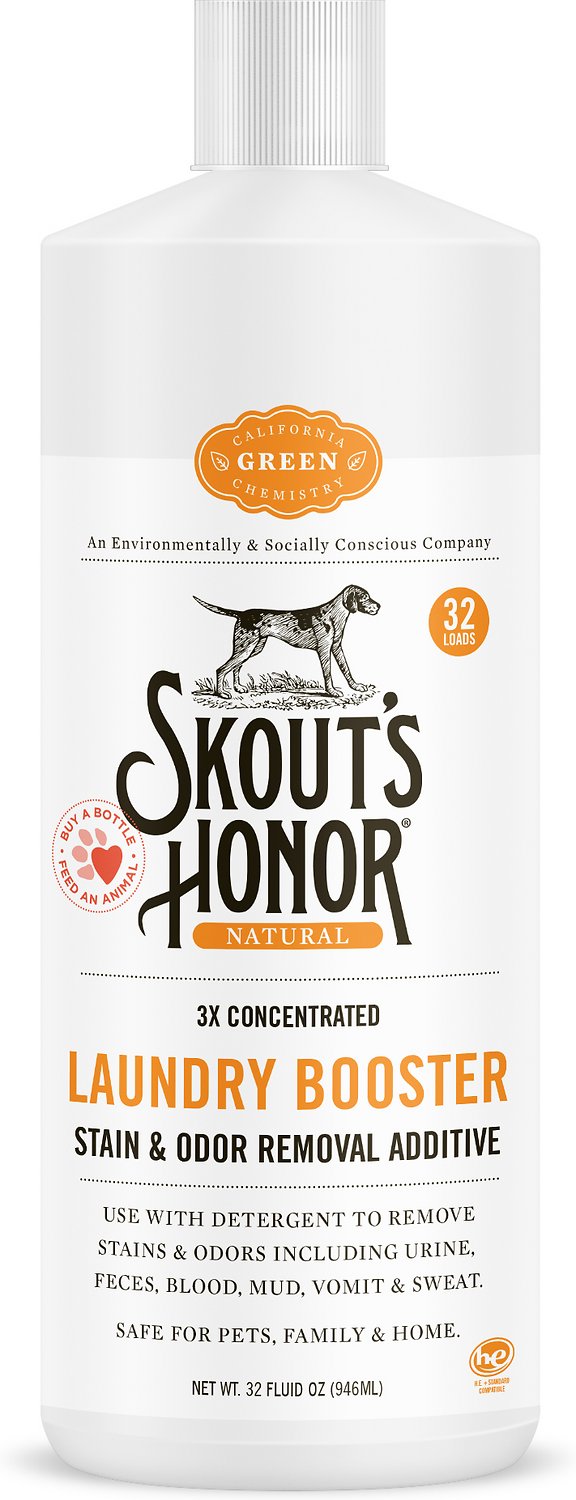 CALIFORNIA
GREEN
CHEMISTRY
An Environmentally & Socially Conscious Company
32
LOADS
SKOUT'S
HONOR®
NATURAL
BUY A BOTTLE
FEED AN ANIMAL
3X CONCENTRATED
LAUNDRY BOOSTER
STAIN & ODOR REMOVAL ADDITIVE
USE WITH DETERGENT TO REMOVE
STAINS & ODORS INCLUDING URINE,
FECES, BLOOD, MUD, VOMIT & SWEAT.
SAFE FOR PETS, FAMILY & HOME.
he
H.E. + STANDARD
COMPATIBLE
NET WT. 32 FLUID OZ (946ML)